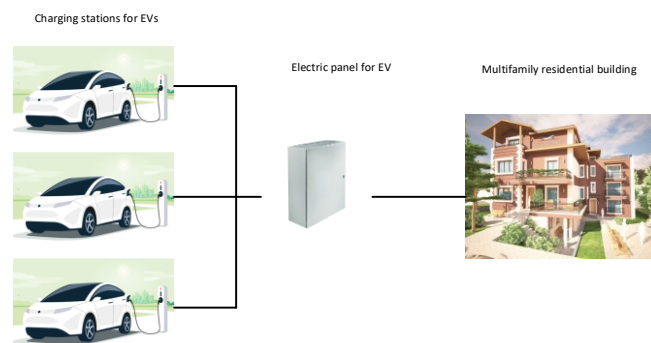 Charging stations for EVs
Electric panel for EV
Multifamily residential building